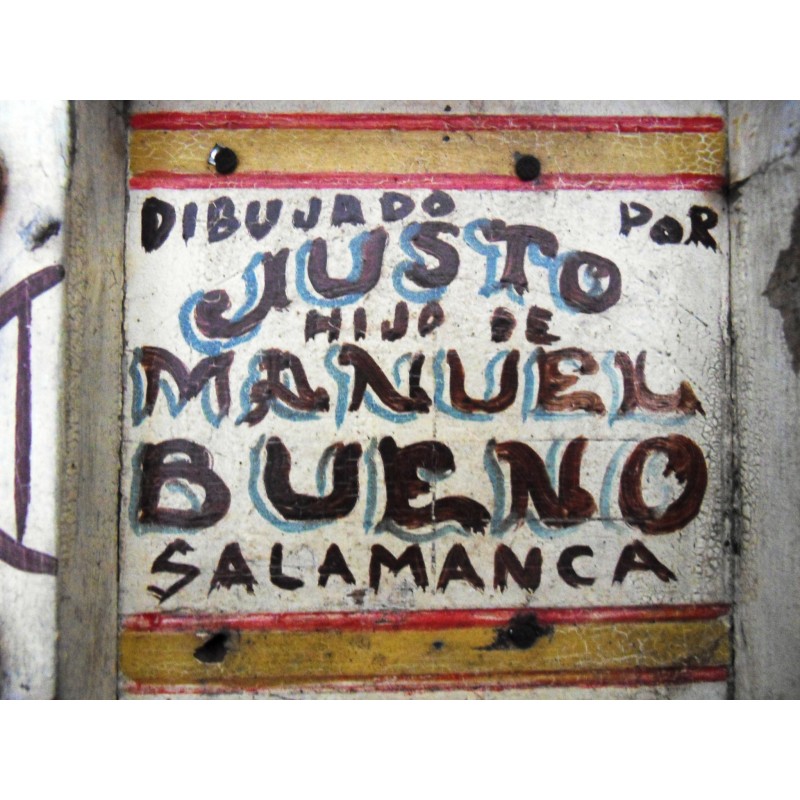 DIBUJADO POR
JUSTO
HIJO DE
MANUEL
BUENO
SALAMANCA